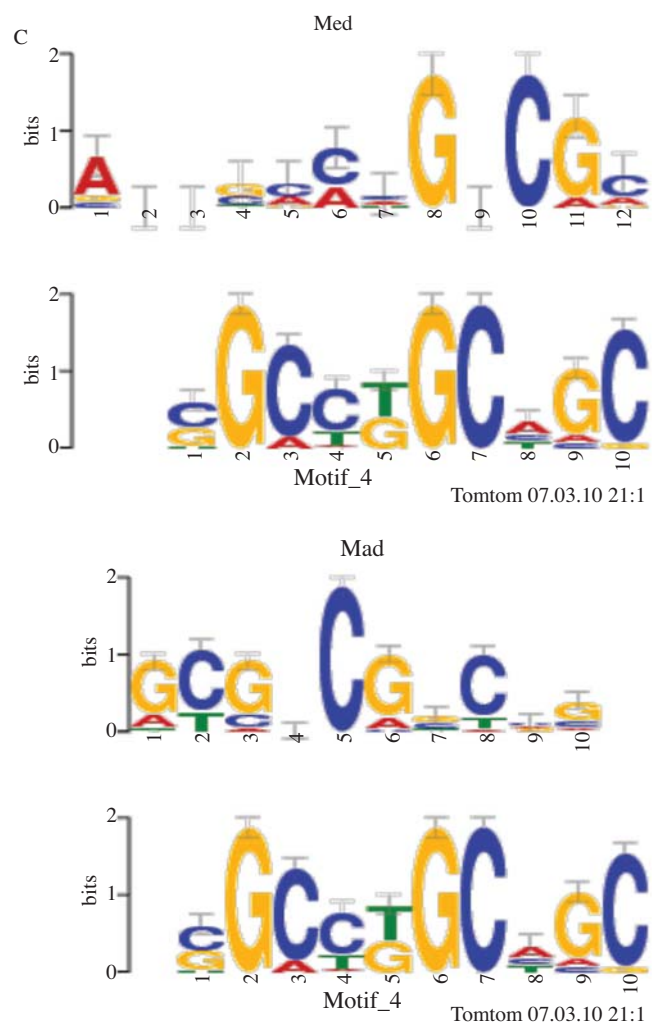 C
Med
2
bits
1
0
A G C C G C G C
G C A A A A
1 2 3 4 5 6 7 8 9 10 11 12
2
bits
1
0
C G C C T G C A G C
G A T G C A
1 2 3 4 5 6 7 8 9 10
Motif_4
Tomtom 07.03.10 21:1
Mad
2
bits
1
0
G C G C G C G
A T C A T
1 2 3 4 5 6 7 8 9 10
2
bits
1
0
C G C C T G C A G C
G A T G C A
1 2 3 4 5 6 7 8 9 10
Motif_4
Tomtom 07.03.10 21:1